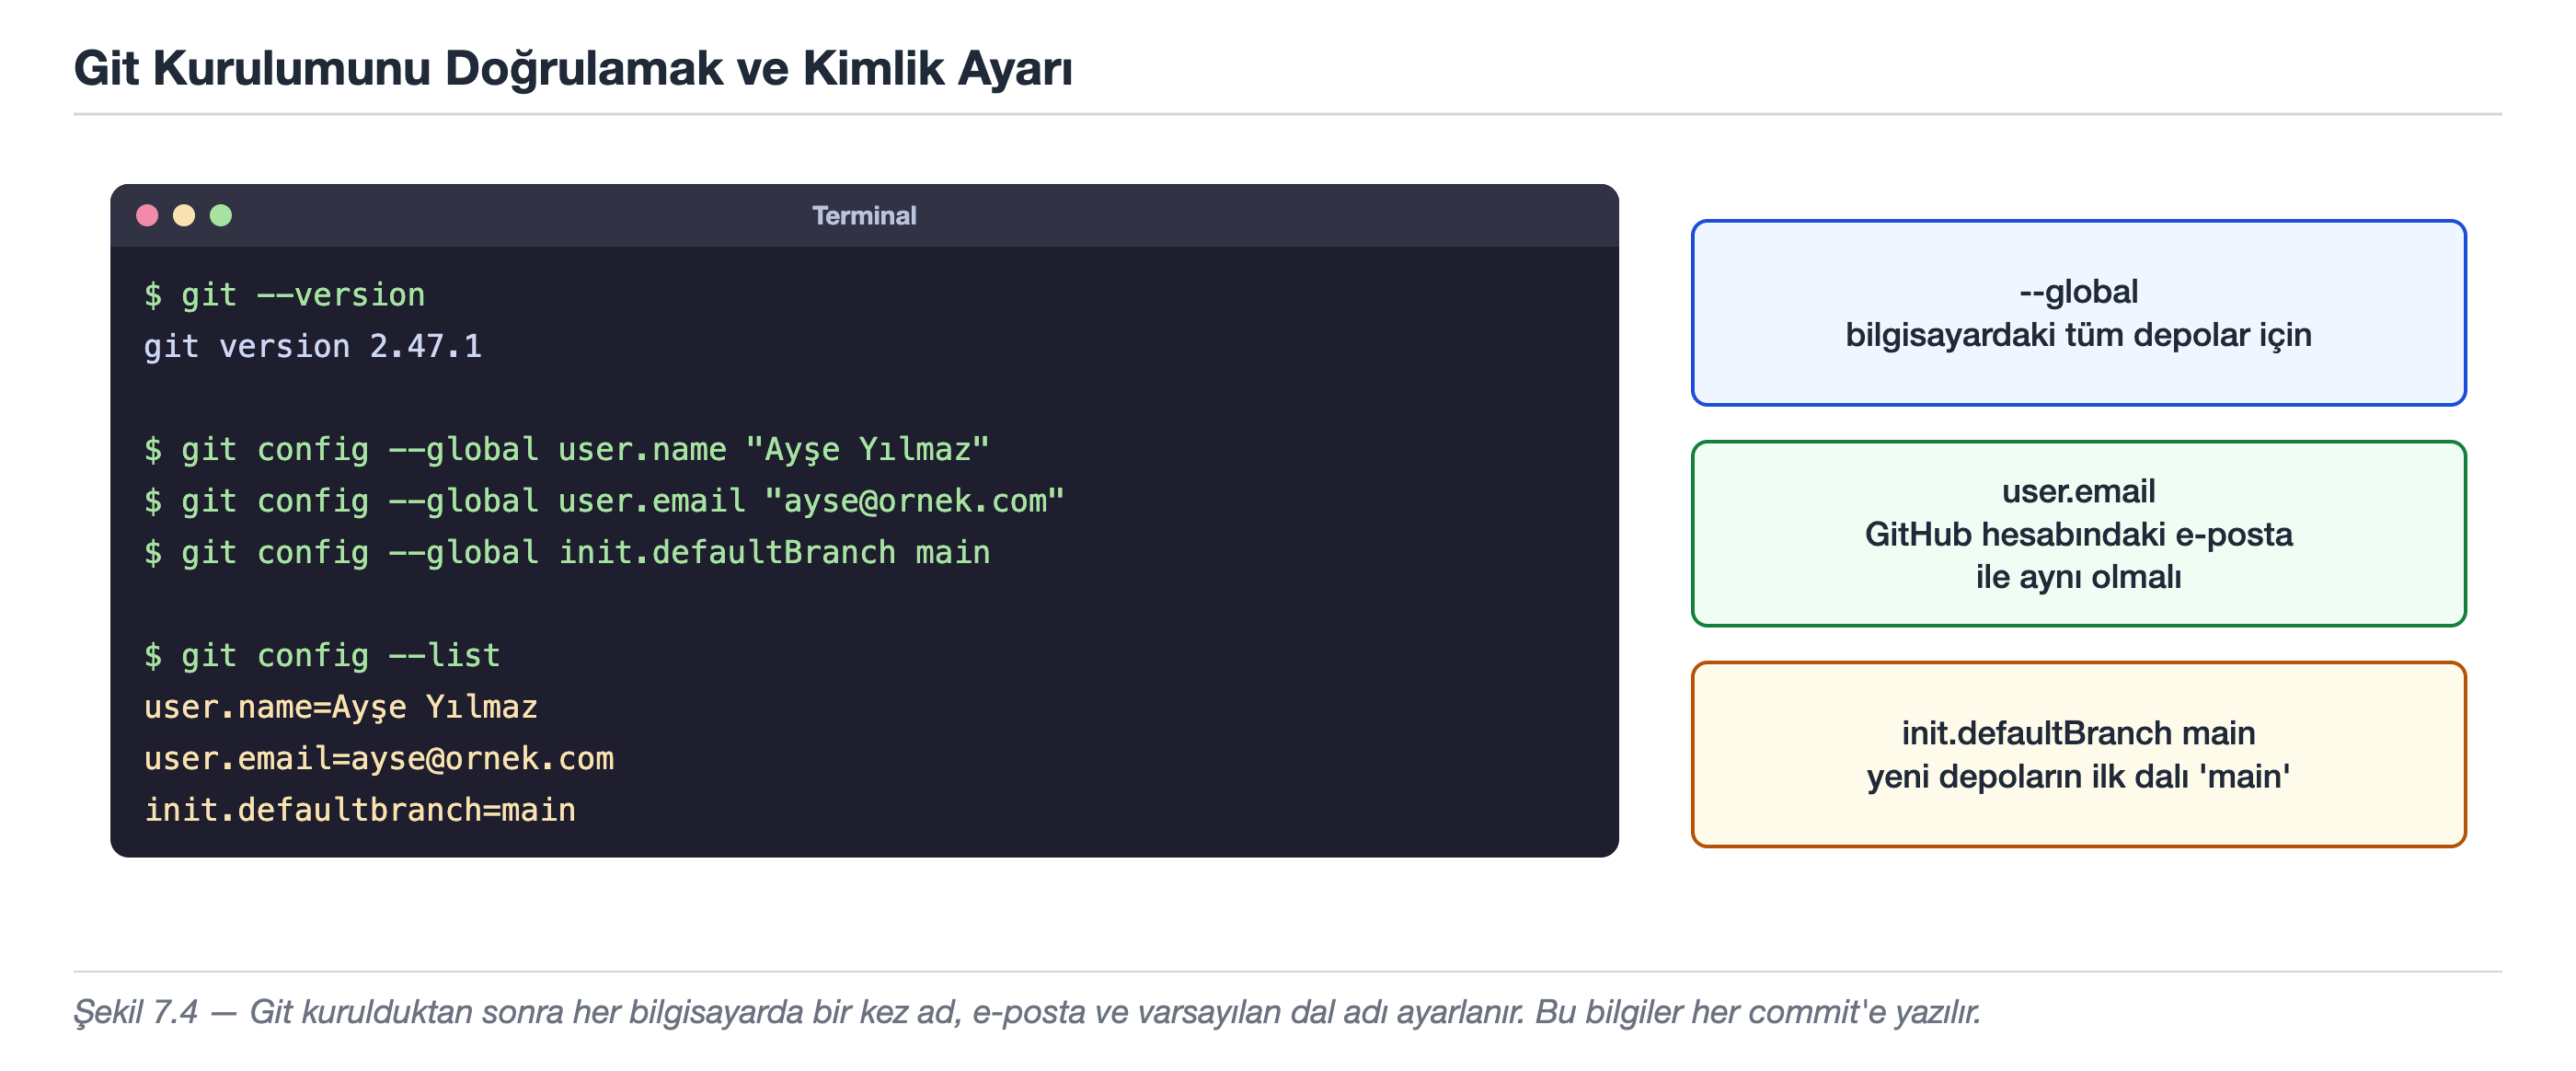 Git Kurulumunu Doğrulamak ve Kimlik Ayarı
Terminal
$ git --version
git version 2.47.1
$ git config --global user.name "Ayşe Yılmaz"
$ git config --global user.email "ayse@ornek.com"
$ git config --global init.defaultBranch main
$ git config --list
user.name=Ayşe Yılmaz
user.email=ayse@ornek.com
init.defaultbranch=main
--global
bilgisayardaki tüm depolar için
user.email
GitHub hesabındaki e-posta
ile aynı olmalı
init.defaultBranch main
yeni depoların ilk dalı 'main'
Şekil 7.4 — Git kurulduktan sonra her bilgisayarda bir kez ad, e-posta ve varsayılan dal adı ayarlanır. Bu bilgiler her commit'e yazılır.